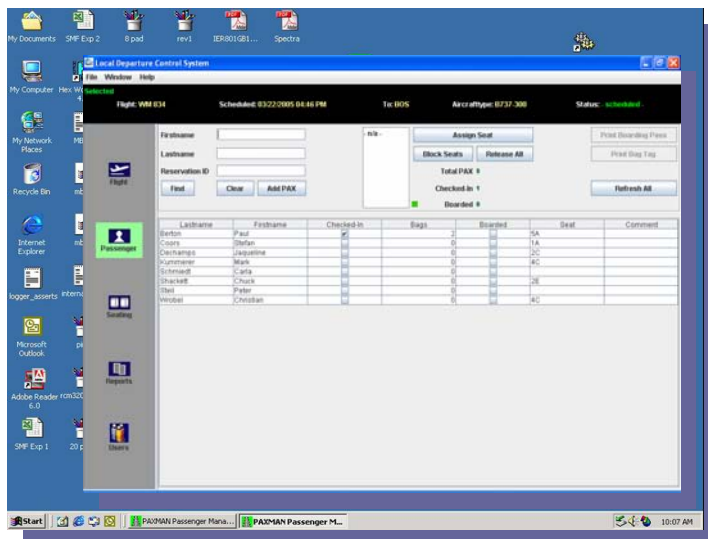 My Documents SMF Exp 2 8 pad rev1 IER801GB1... Spectra
Local Departure Control System
File Window Help
Selected
Flight: WM 834 Scheduled: 03/22/2005 04:46 PM To: BOS Aircrafttype: B737-300 Status: - scheduled -
My Computer
My Network Places
Recycle Bin
Internet Explorer
logger_asserts
Microsoft Outlook
Adobe Reader 6.0
SMF Exp 1
Flight
Passenger
Seating
Reports
Users
Firstname - n/a - Assign Seat Print Boarding Pass
Lastname Block Seats Release All Print Bag Tag
Reservation ID Total PAX 8
Find Clear Add PAX Checked-In 1 Refresh All
Boarded 0
Lastname Firstname Checked-In Bags Boarded Seat Comment
Berton Paul 2 5A
Coors Stefan 0 1A
Dechamps Jaqueline 0 2C
Kummerer Mark 0 4C
Schmiedt Carla 0
Shackett Chuck 0 2E
Steil Peter 0
Wrobel Christian 0 4C
Start PAXMAN Passenger Mana... PAXMAN Passenger M... 10:07 AM